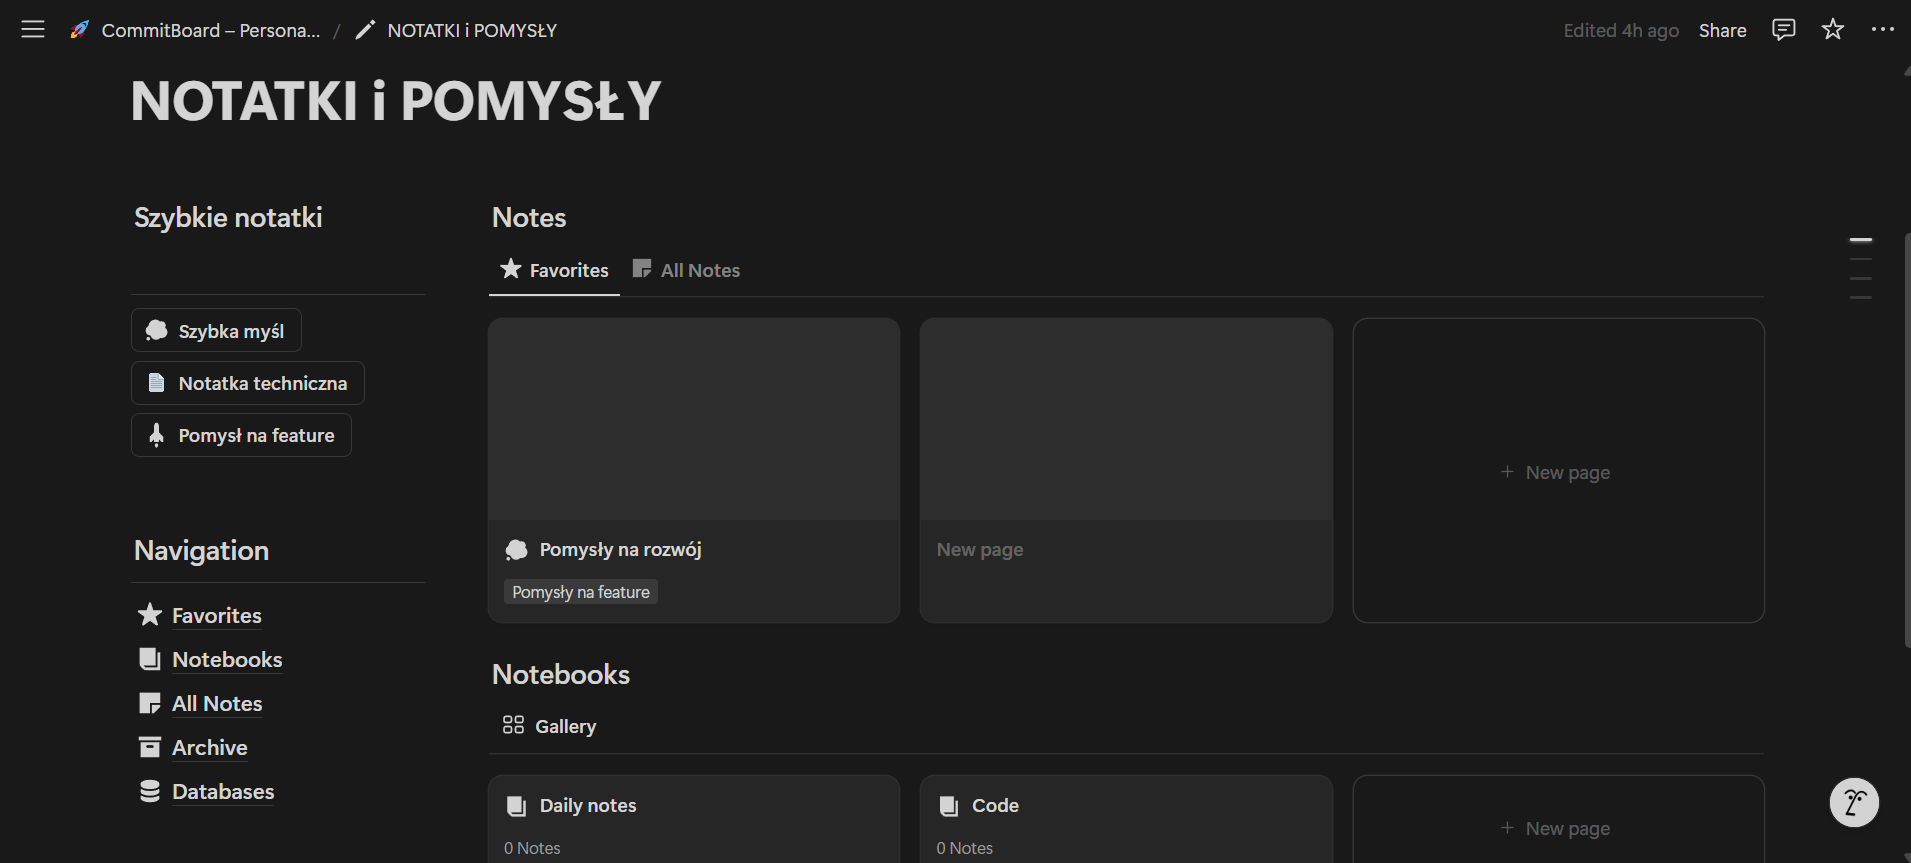 CommitBoard – Persona... / NOTATKI i POMYSŁY
Edited 4h ago Share
NOTATKI i POMYSŁY
Szybkie notatki
Szybka myśl
Notatka techniczna
Pomysł na feature
Navigation
Favorites
Notebooks
All Notes
Archive
Databases
Notes
Favorites All Notes
Pomysły na rozwój
Pomysły na feature
New page
+ New page
Notebooks
Gallery
Daily notes
0 Notes
Code
0 Notes
+ New page